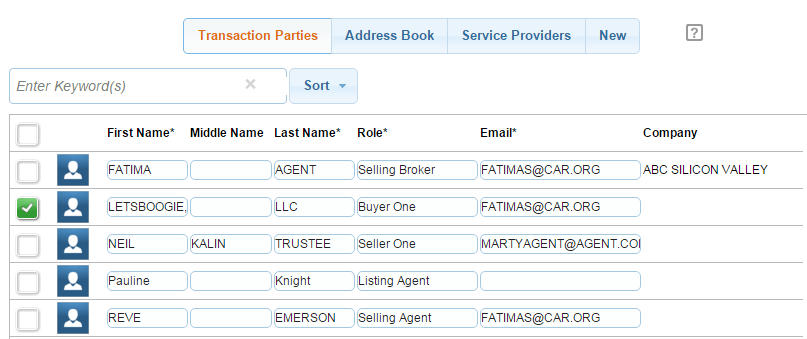 Transaction Parties Address Book Service Providers New ?
Enter Keyword(s) Sort
First Name* Middle Name Last Name* Role* Email* Company
FATIMA AGENT Selling Broker FATIMAS@CAR.ORG ABC SILICON VALLEY
LETSBOOGIE, LLC Buyer One FATIMAS@CAR.ORG
NEIL KALIN TRUSTEE Seller One MARTYAGENT@AGENT.CO
Pauline Knight Listing Agent
REVE EMERSON Selling Agent FATIMAS@CAR.ORG